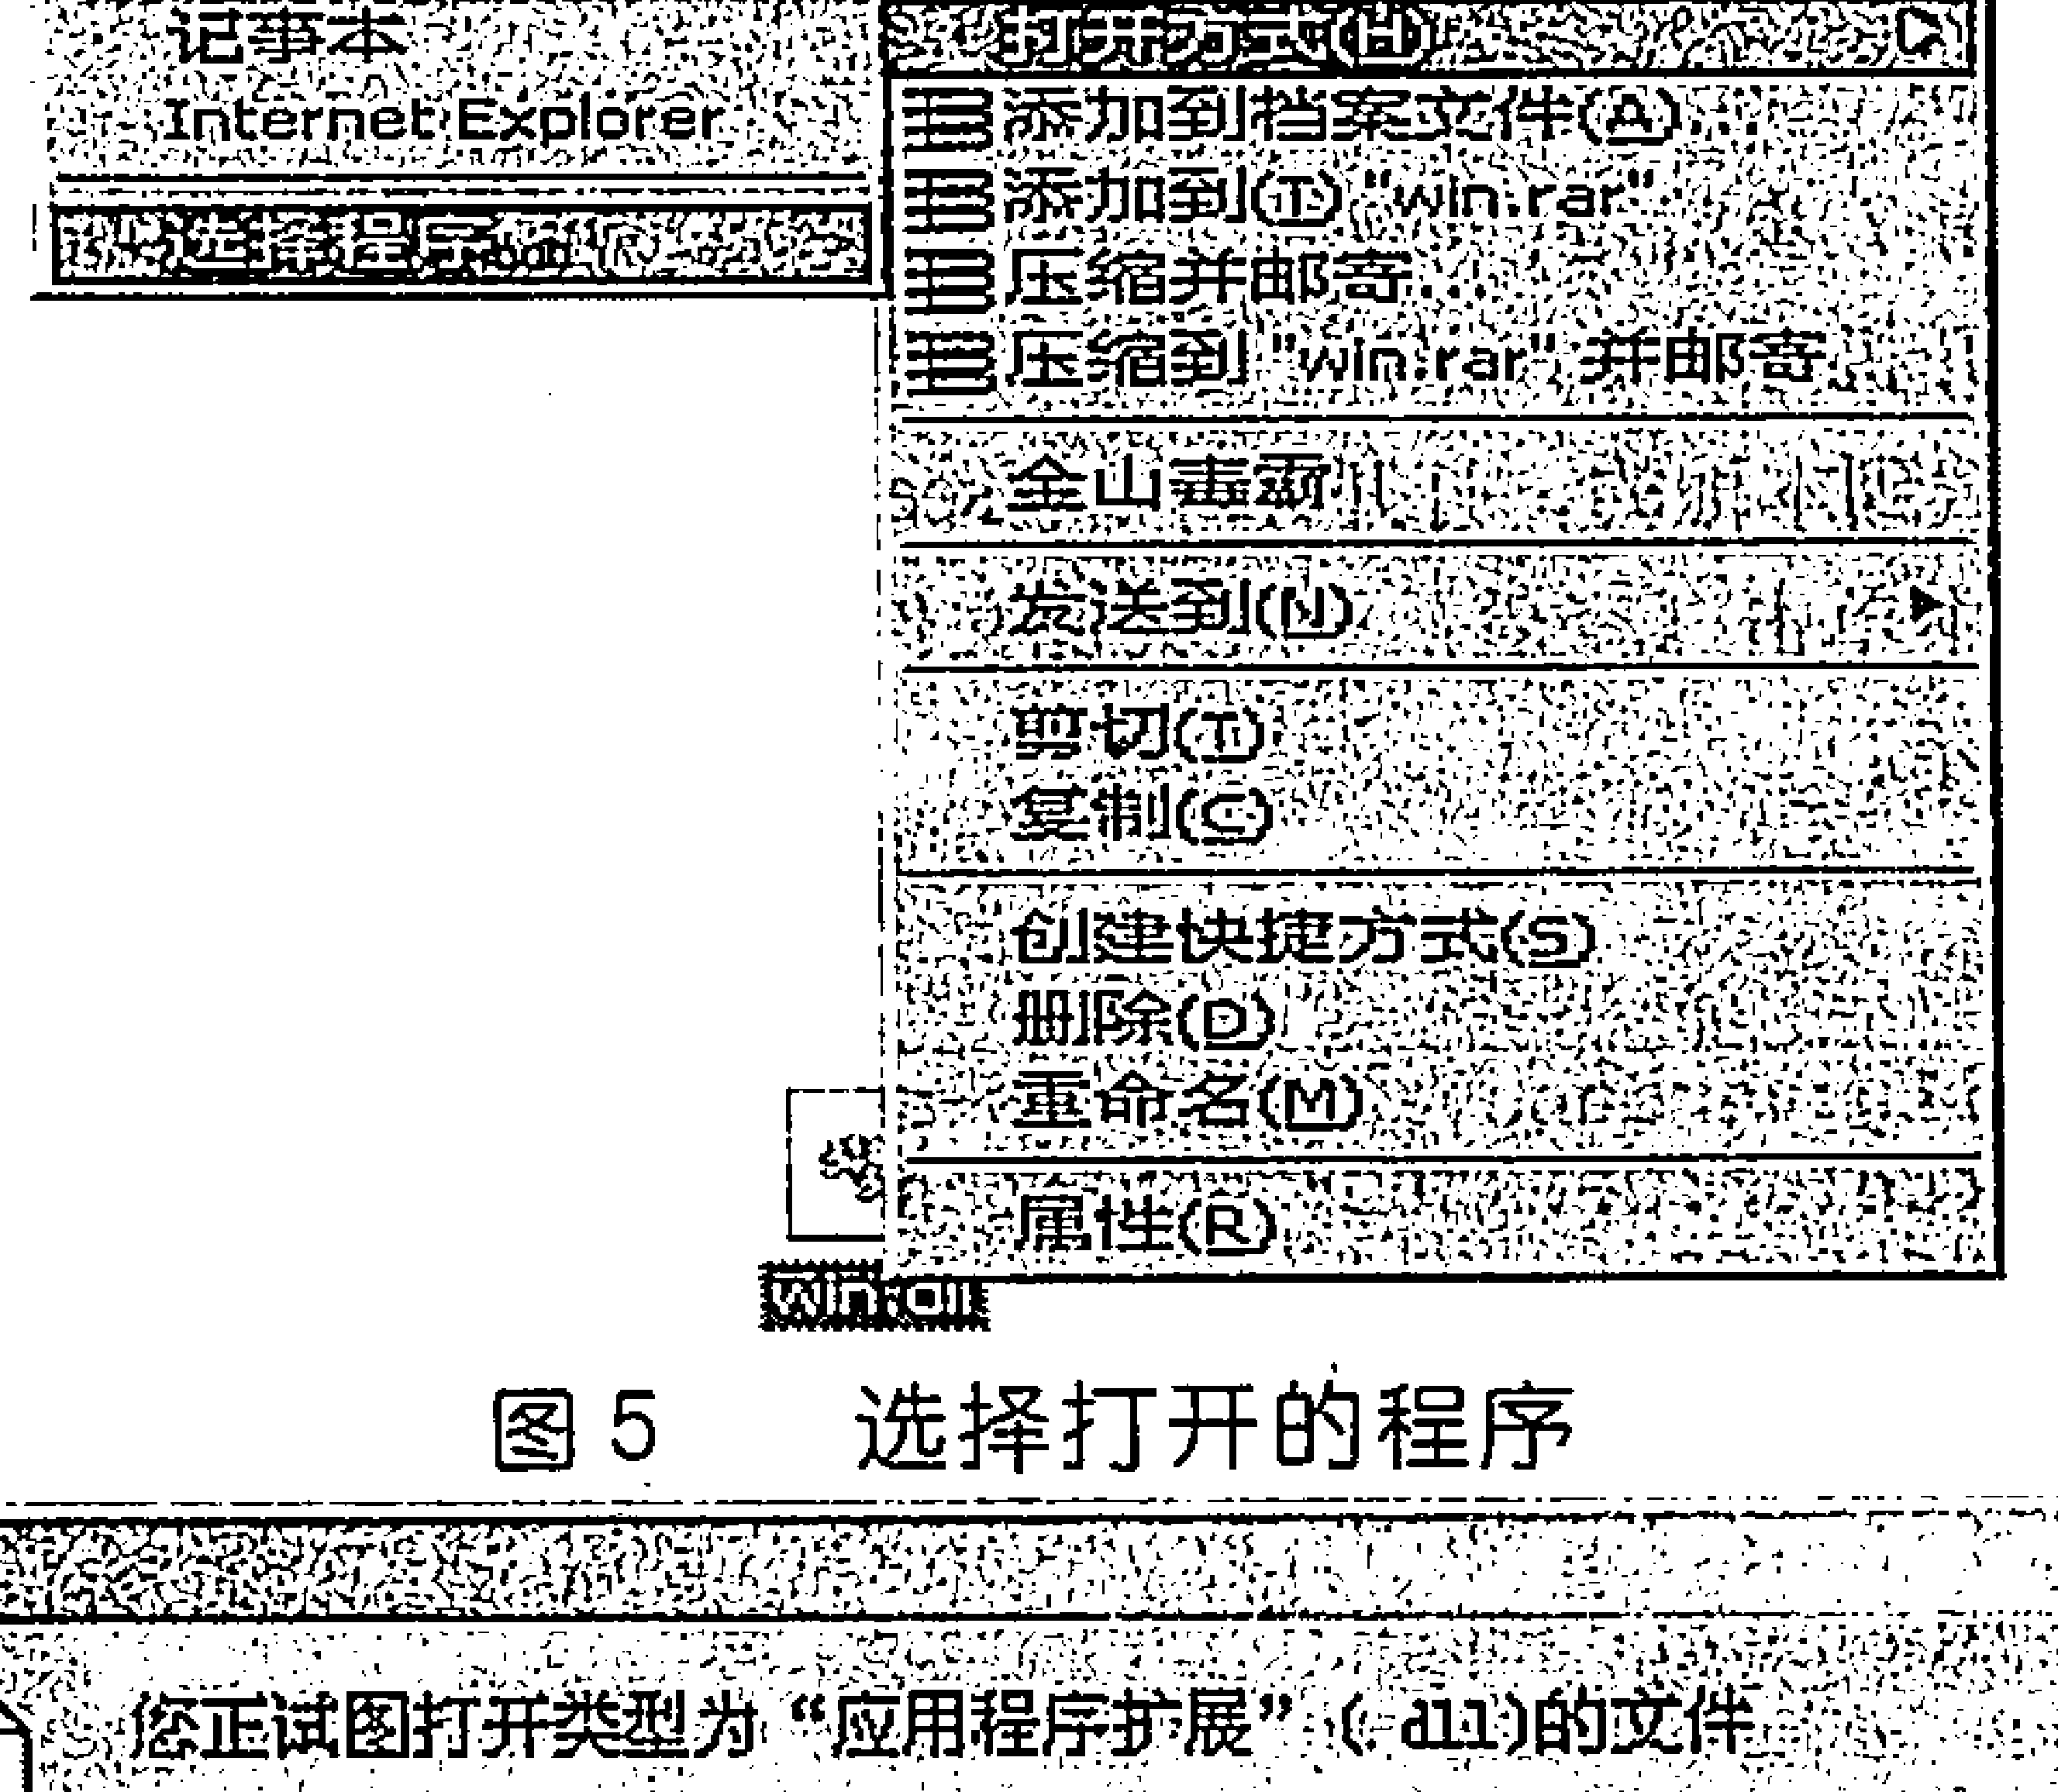 记事本
Internet Explorer
选择程序...
打开方式(H)
添加到档案文件(A)
添加到(T) "win.rar"
压缩并邮寄...
压缩到 "win.rar" 并邮寄
金山毒霸
发送到(N)
剪切(T)
复制(C)
创建快捷方式(S)
删除(D)
重命名(M)
属性(R)
图 5 选择打开的程序
您正试图打开类型为 “应用程序扩展” (.dll)的文件